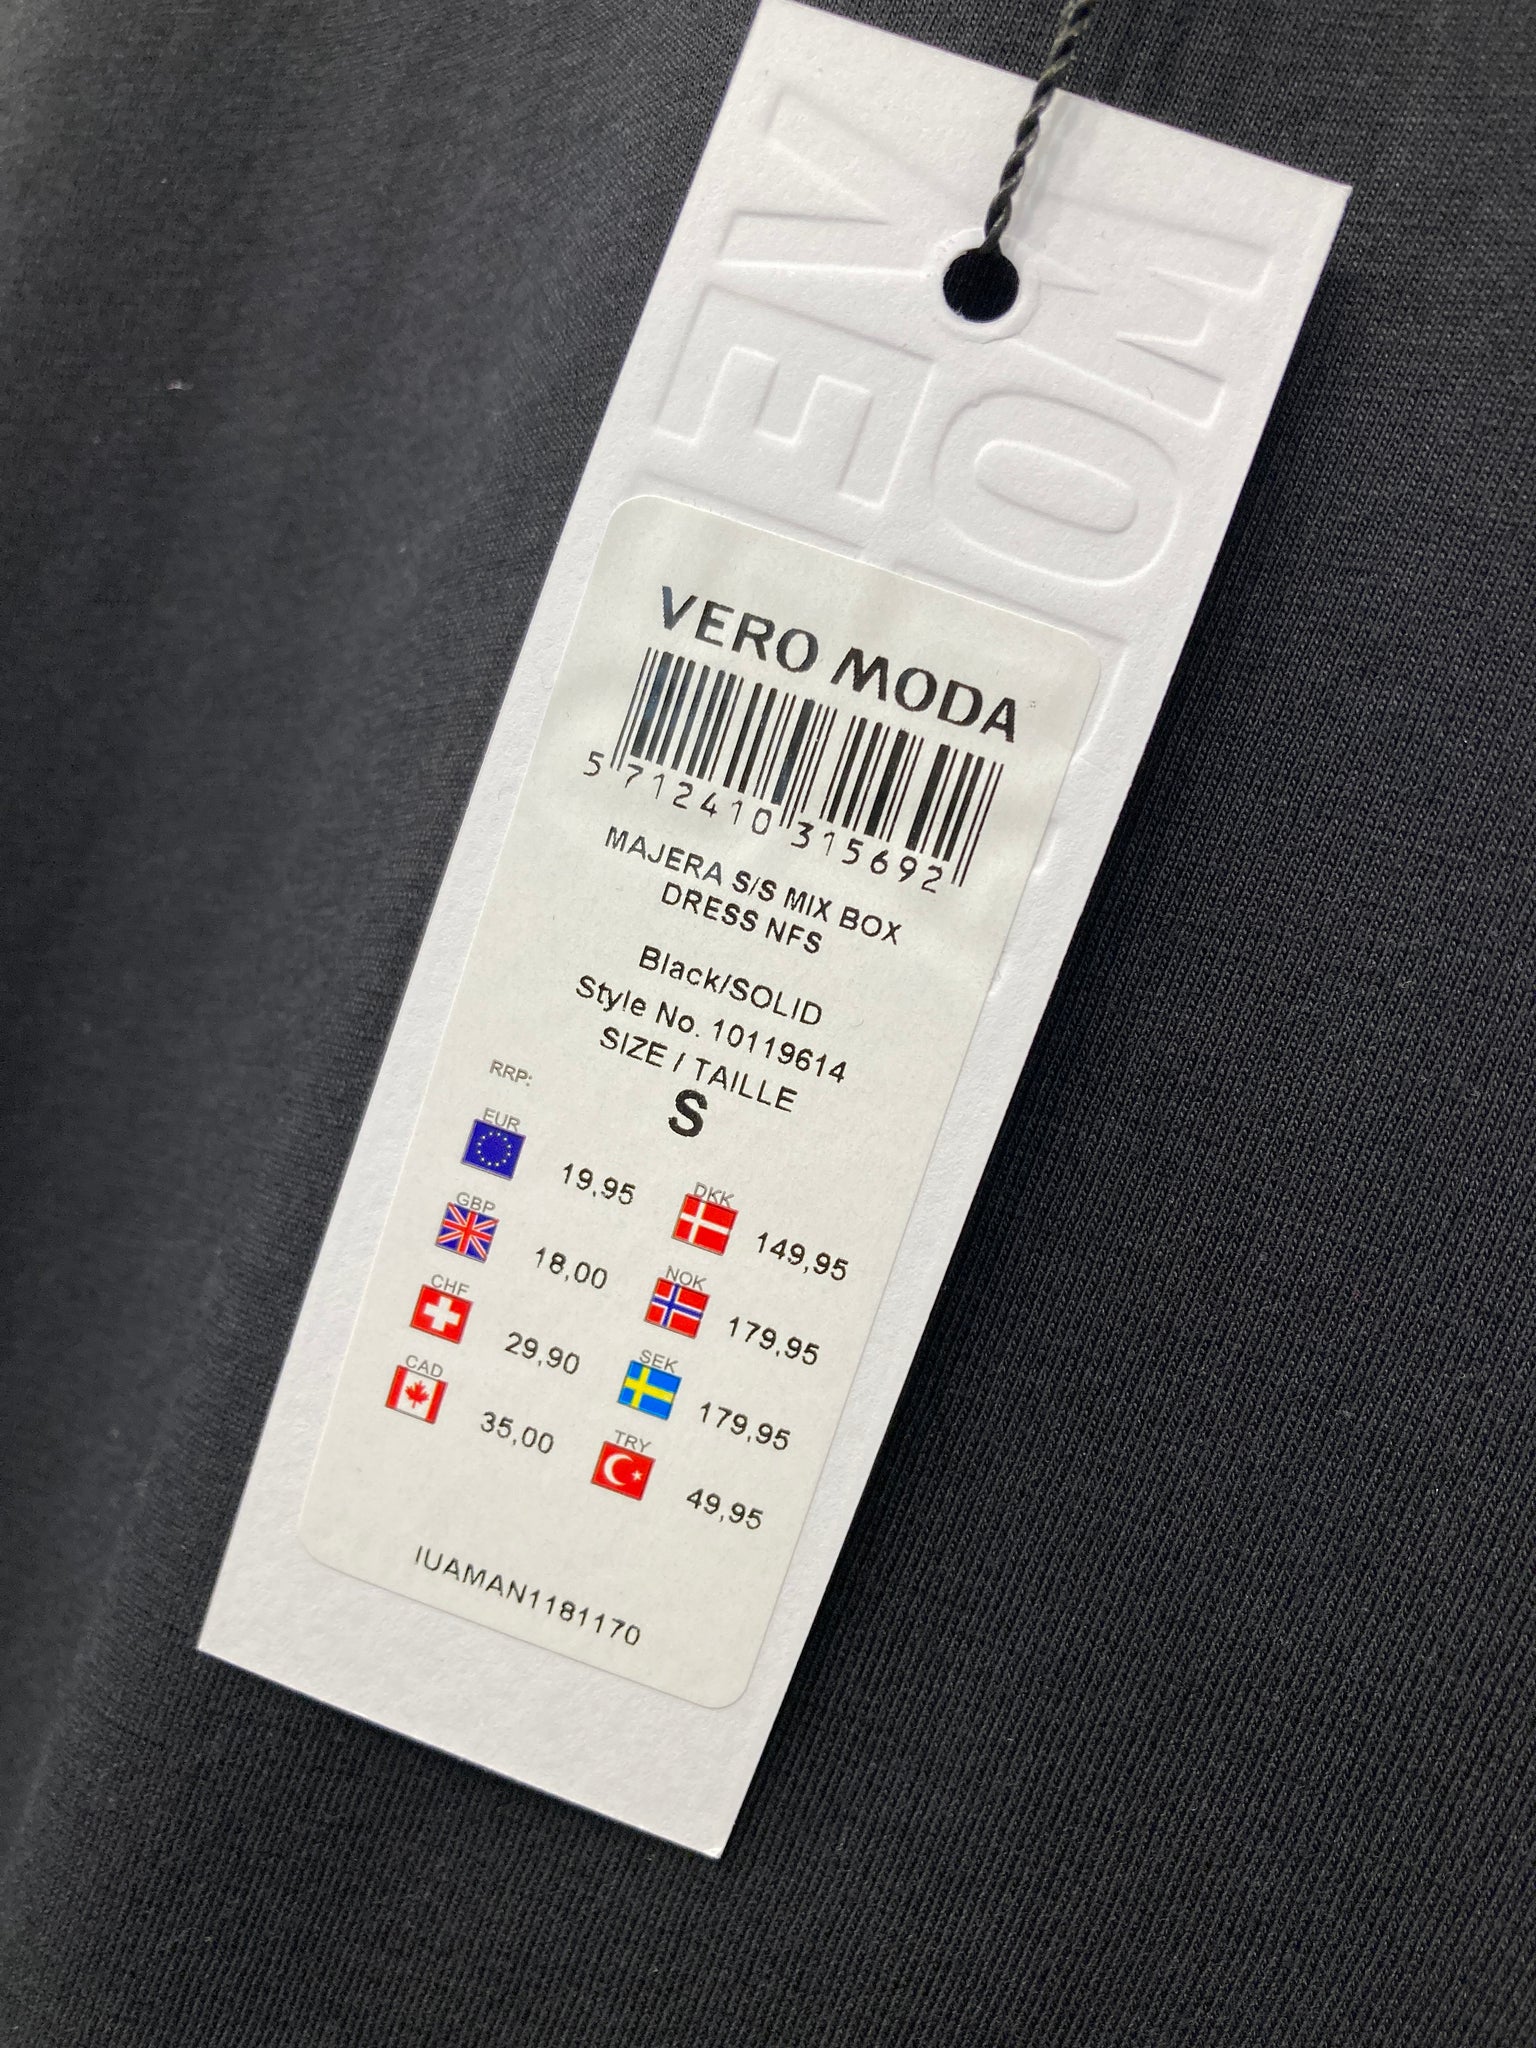 VERO MODA
VERO MODA
5 712410 315692
MAJERA S/S MIX BOX
DRESS NFS
Black/SOLID
Style No. 10119614
SIZE / TAILLE
S
RRP:
EUR 19,95 DKK 149,95
GBP 18,00 NOK 179,95
CHF 29,90 SEK 179,95
CAD 35,00 TRY 49,95
IUAMAN1181170